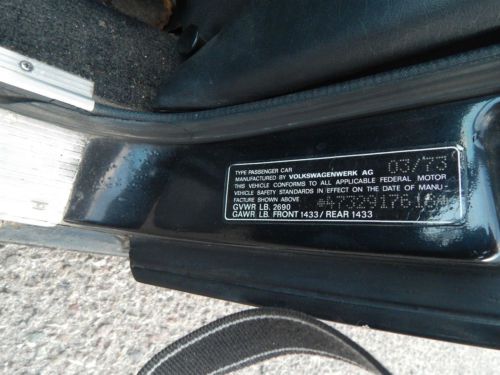 TYPE PASSENGER CAR
MANUFACTURED BY VOLKSWAGENWERK AG 03/73
THIS VEHICLE CONFORMS TO ALL APPLICABLE FEDERAL MOTOR
VEHICLE SAFETY STANDARDS IN EFFECT ON THE DATE OF MANU-
FACTURE SHOWN ABOVE
GVWR LB. 2690
GAWR LB. FRONT 1433/ REAR 1433